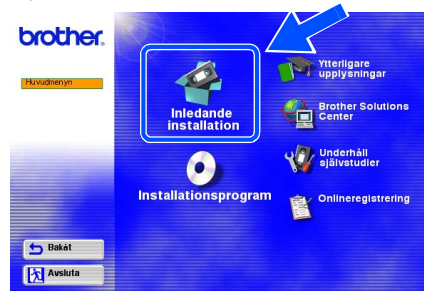 brother.
Huvudmenyn
Inledande
installation
Installationsprogram
Ytterligare
upplysningar
Brother Solutions
Center
Underhåll
självstudier
Onlineregistrering
Bakåt
Avsluta